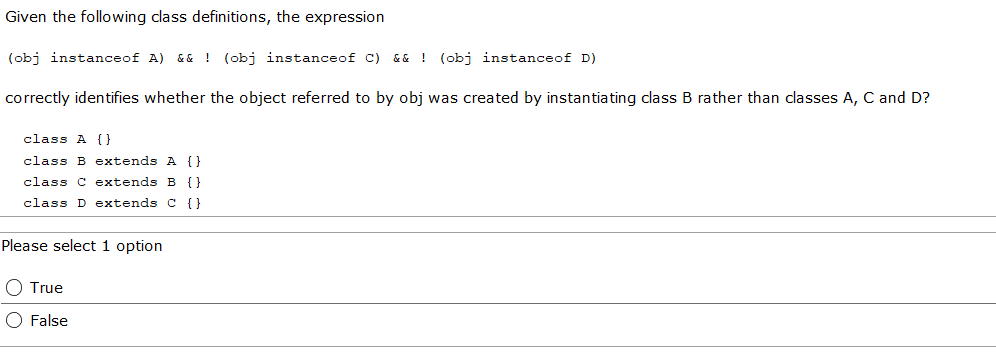 Given the following class definitions, the expression
(obj instanceof A) && ! (obj instanceof C) && ! (obj instanceof D)
correctly identifies whether the object referred to by obj was created by instantiating class B rather than classes A, C and D?
class A {}
class B extends A {}
class C extends B {}
class D extends C {}
Please select 1 option
True
False